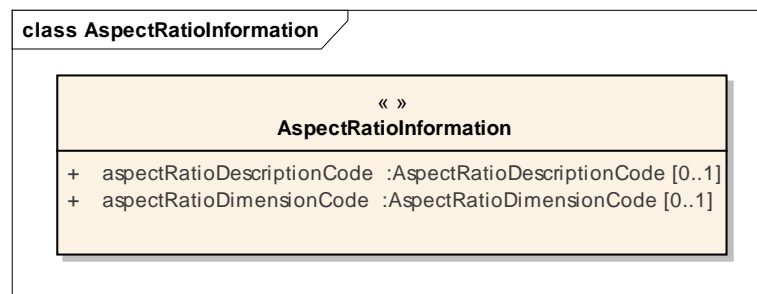 class AspectRatioInformation
« »
AspectRatioInformation
+ aspectRatioDescriptionCode :AspectRatioDescriptionCode [0..1]
+ aspectRatioDimensionCode :AspectRatioDimensionCode [0..1]